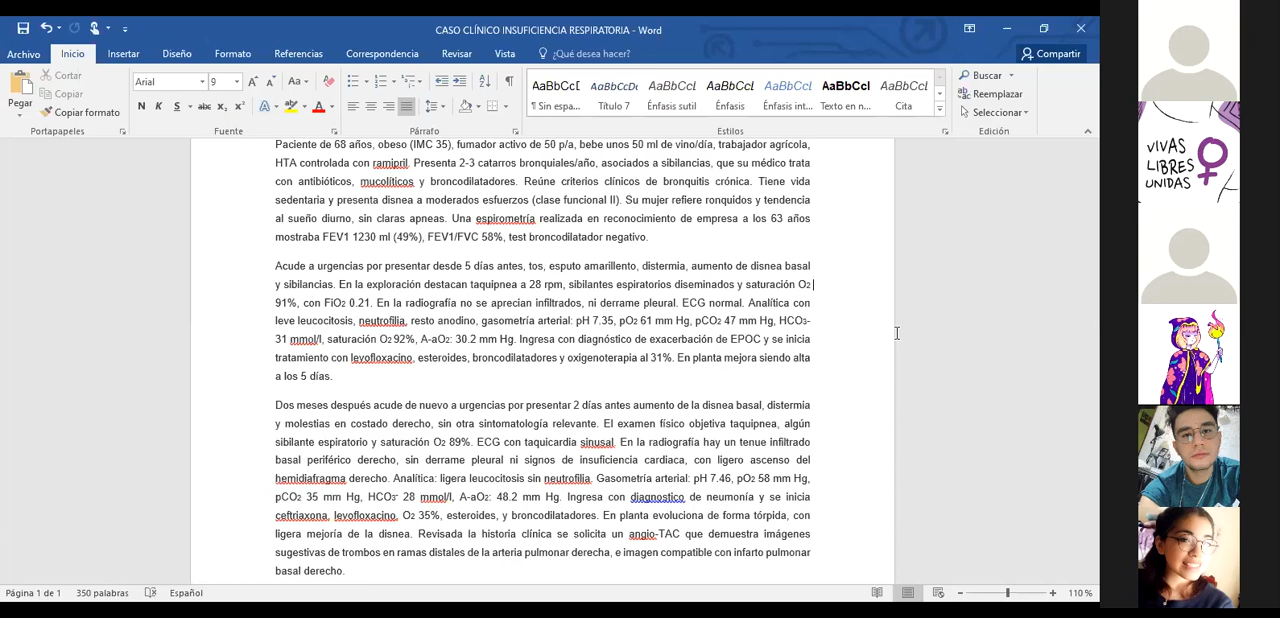 CASO CLÍNICO INSUFICIENCIA RESPIRATORIA - Word
Archivo Inicio Insertar Diseño Formato Referencias Correspondencia Revisar Vista ¿Qué desea hacer? Compartir
Cortar
Copiar
Copiar formato
Pegar
Portapapeles
Arial 9
Fuente
Párrafo
AaBbCcI AaBbCcDc AaBbCcl AaBbCcl AaBbCcl AaBbCcl AaBbCcl
¶ Sin espa... Título 7 Énfasis sutil Énfasis Énfasis int... Texto en n... Cita
Estilos
Buscar
Reemplazar
Seleccionar
Edición
Paciente de 68 años, obeso (IMC 35), fumador activo de 50 p/a, bebe unos 50 ml de vino/día, trabajador agrícola,
HTA controlada con ramipril. Presenta 2-3 catarros bronquiales/año, asociados a sibilancias, que su médico trata
con antibióticos, mucolíticos y broncodilatadores. Reúne criterios clínicos de bronquitis crónica. Tiene vida
sedentaria y presenta disnea a moderados esfuerzos (clase funcional II). Su mujer refiere ronquidos y tendencia
al sueño diurno, sin claras apneas. Una espirometría realizada en reconocimiento de empresa a los 63 años
mostraba FEV1 1230 ml (49%), FEV1/FVC 58%, test broncodilatador negativo.
Acude a urgencias por presentar desde 5 días antes, tos, esputo amarillento, distermia, aumento de disnea basal
y sibilancias. En la exploración destacan taquipnea a 28 rpm, sibilantes espiratorios diseminados y saturación O2
91%, con FiO2 0.21. En la radiografía no se aprecian infiltrados, ni derrame pleural. ECG normal. Analítica con
leve leucocitosis, neutrofilia, resto anodino, gasometría arterial: pH 7.35, pO2 61 mm Hg, pCO2 47 mm Hg, HCO3-
31 mmol/l, saturación O2 92%, A-aO2: 30.2 mm Hg. Ingresa con diagnóstico de exacerbación de EPOC y se inicia
tratamiento con levofloxacino, esteroides, broncodilatadores y oxigenoterapia al 31%. En planta mejora siendo alta
a los 5 días.
Dos meses después acude de nuevo a urgencias por presentar 2 días antes aumento de la disnea basal, distermia
y molestias en costado derecho, sin otra sintomatología relevante. El examen físico objetiva taquipnea, algún
sibilante espiratorio y saturación O2 89%. ECG con taquicardia sinusal. En la radiografía hay un tenue infiltrado
basal periférico derecho, sin derrame pleural ni signos de insuficiencia cardiaca, con ligero ascenso del
hemidiafragma derecho. Analítica: ligera leucocitosis sin neutrofilia. Gasometría arterial: pH 7.46, pO2 58 mm Hg,
pCO2 35 mm Hg, HCO3- 28 mmol/l, A-aO2: 48.2 mm Hg. Ingresa con diagnostico de neumonía y se inicia
ceftriaxona, levofloxacino, O2 35%, esteroides, y broncodilatadores. En planta evoluciona de forma tórpida, con
ligera mejoría de la disnea. Revisada la historia clínica se solicita un angio-TAC que demuestra imágenes
sugestivas de trombos en ramas distales de la arteria pulmonar derecha, e imagen compatible con infarto pulmonar
basal derecho.
Página 1 de 1 350 palabras Español 110 %
VIVAS
LIBRES
UNIDAS